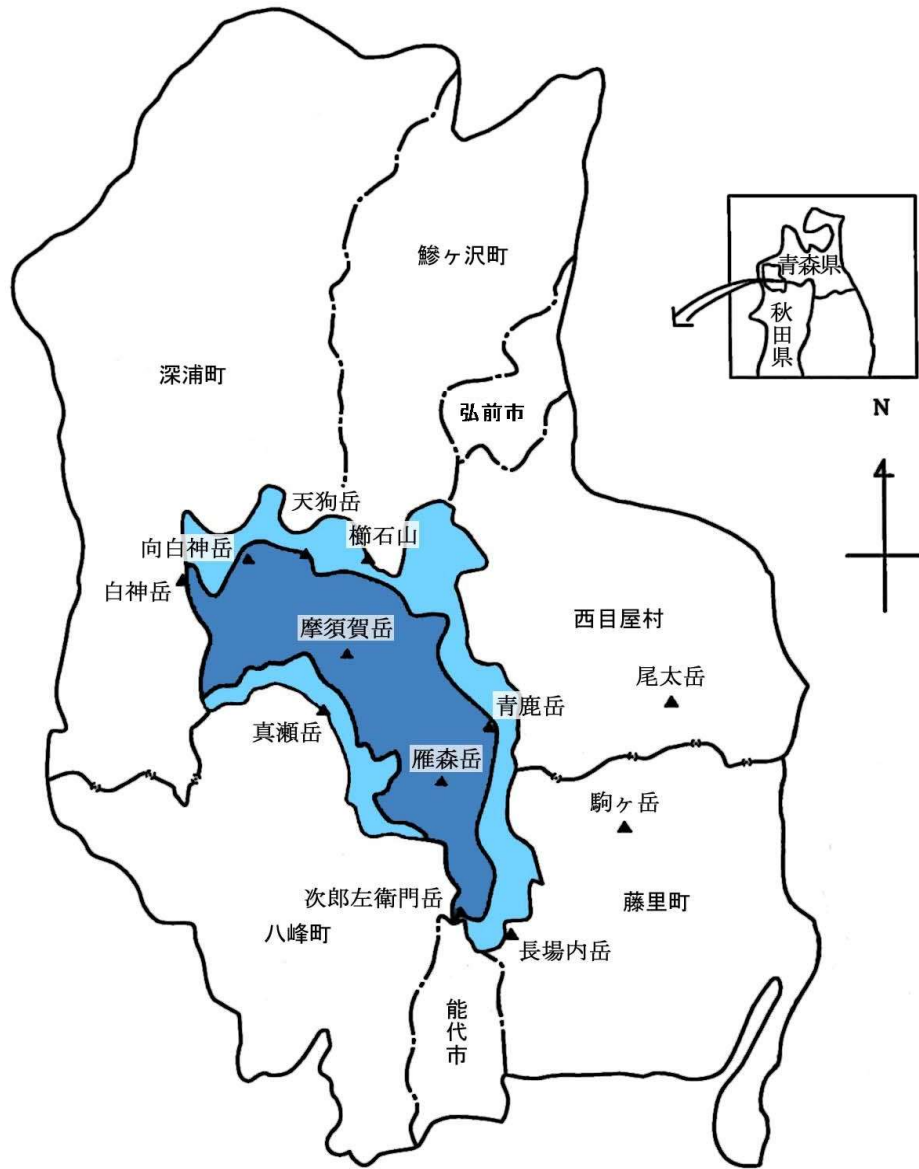 鰺ヶ沢町
青森県
秋田県
深浦町
弘前市
N
天狗岳
櫛石山
向白神岳
白神岳
西目屋村
摩須賀岳
尾太岳
青鹿岳
真瀬岳
雁森岳
駒ヶ岳
次郎左衛門岳
藤里町
八峰町
長場内岳
能代市